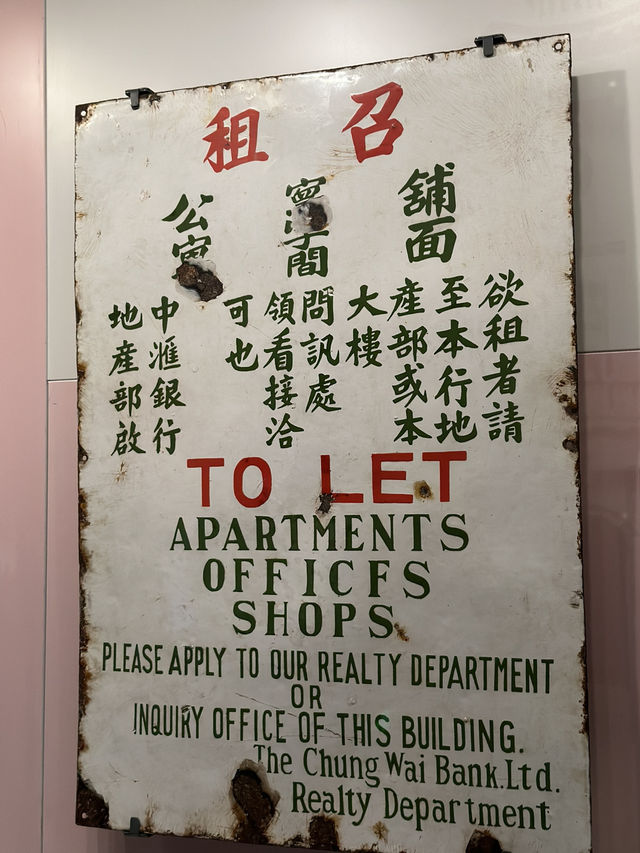 召租
舖面
寫字間
公寓
欲租者請
至本行地
產部或本
大樓
問訊處
領看接洽
可也
中滙銀行
地產部啟
TO LET
APARTMENTS
OFFICFS
SHOPS
PLEASE APPLY TO OUR REALTY DEPARTMENT
OR
INQUIRY OFFICE OF THIS BUILDING.
The Chung Wai Bank.Ltd.
Realty Department